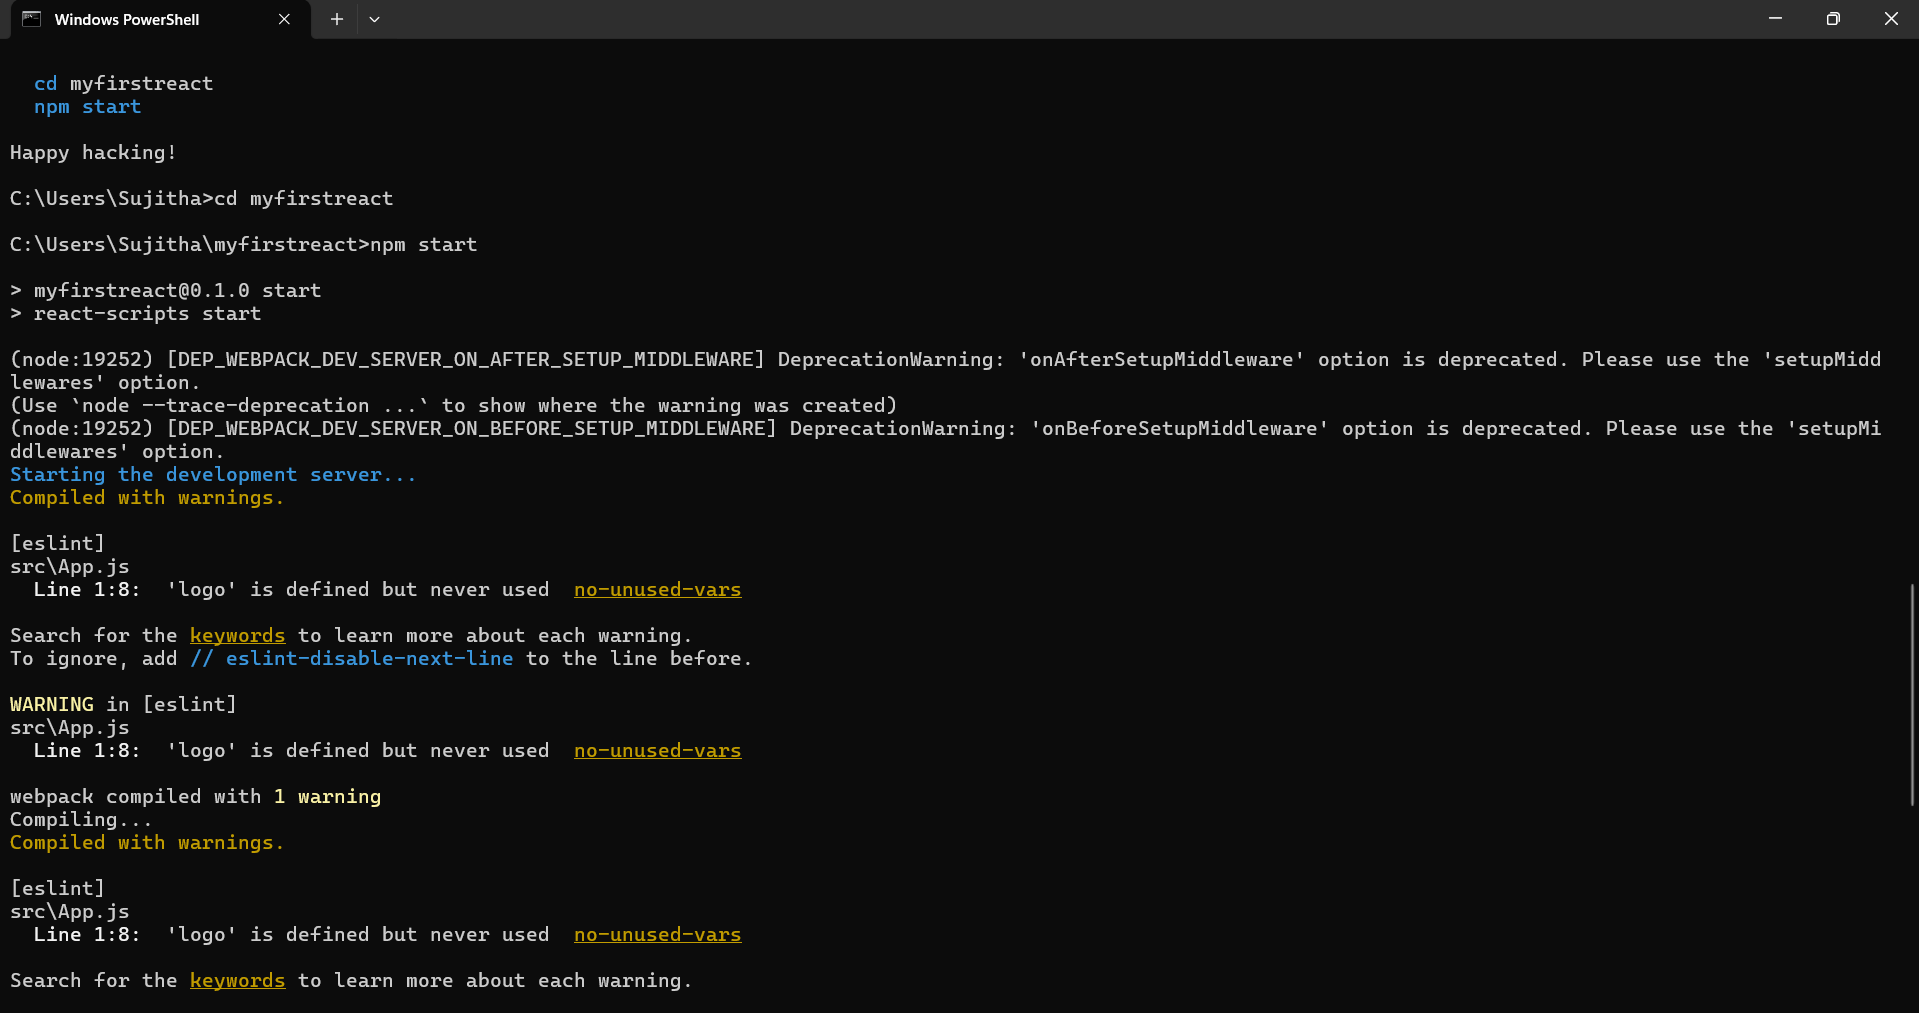 Windows PowerShell
cd myfirstreact
npm start
Happy hacking!
C:\Users\Sujitha>cd myfirstreact
C:\Users\Sujitha\myfirstreact>npm start
> myfirstreact@0.1.0 start
> react-scripts start
(node:19252) [DEP_WEBPACK_DEV_SERVER_ON_AFTER_SETUP_MIDDLEWARE] DeprecationWarning: 'onAfterSetupMiddleware' option is deprecated. Please use the 'setupMidd
lewares' option.
(Use `node --trace-deprecation ...` to show where the warning was created)
(node:19252) [DEP_WEBPACK_DEV_SERVER_ON_BEFORE_SETUP_MIDDLEWARE] DeprecationWarning: 'onBeforeSetupMiddleware' option is deprecated. Please use the 'setupMi
ddlewares' option.
Starting the development server...
Compiled with warnings.
[eslint]
src\App.js
Line 1:8:  'logo' is defined but never used  no-unused-vars
Search for the keywords to learn more about each warning.
To ignore, add // eslint-disable-next-line to the line before.
WARNING in [eslint]
src\App.js
Line 1:8:  'logo' is defined but never used  no-unused-vars
webpack compiled with 1 warning
Compiling...
Compiled with warnings.
[eslint]
src\App.js
Line 1:8:  'logo' is defined but never used  no-unused-vars
Search for the keywords to learn more about each warning.